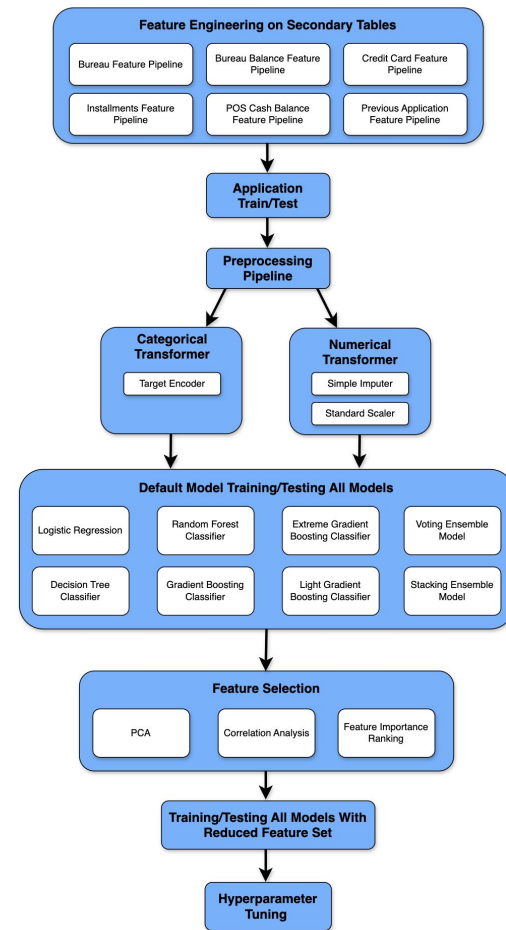 Feature Engineering on Secondary Tables
Bureau Feature Pipeline
Bureau Balance Feature
Pipeline
Credit Card Feature
Pipeline
Installments Feature
Pipeline
POS Cash Balance
Feature Pipeline
Previous Application
Feature Pipeline
Application
Train/Test
Preprocessing
Pipeline
Categorical
Transformer
Target Encoder
Numerical
Transformer
Simple Imputer
Standard Scaler
Default Model Training/Testing All Models
Logistic Regression
Random Forest
Classifier
Extreme Gradient
Boosting Classifier
Voting Ensemble
Model
Decision Tree
Classifier
Gradient Boosting
Classifier
Light Gradient
Boosting Classifier
Stacking Ensemble
Model
Feature Selection
PCA
Correlation Analysis
Feature Importance
Ranking
Training/Testing All Models With
Reduced Feature Set
Hyperparameter
Tuning